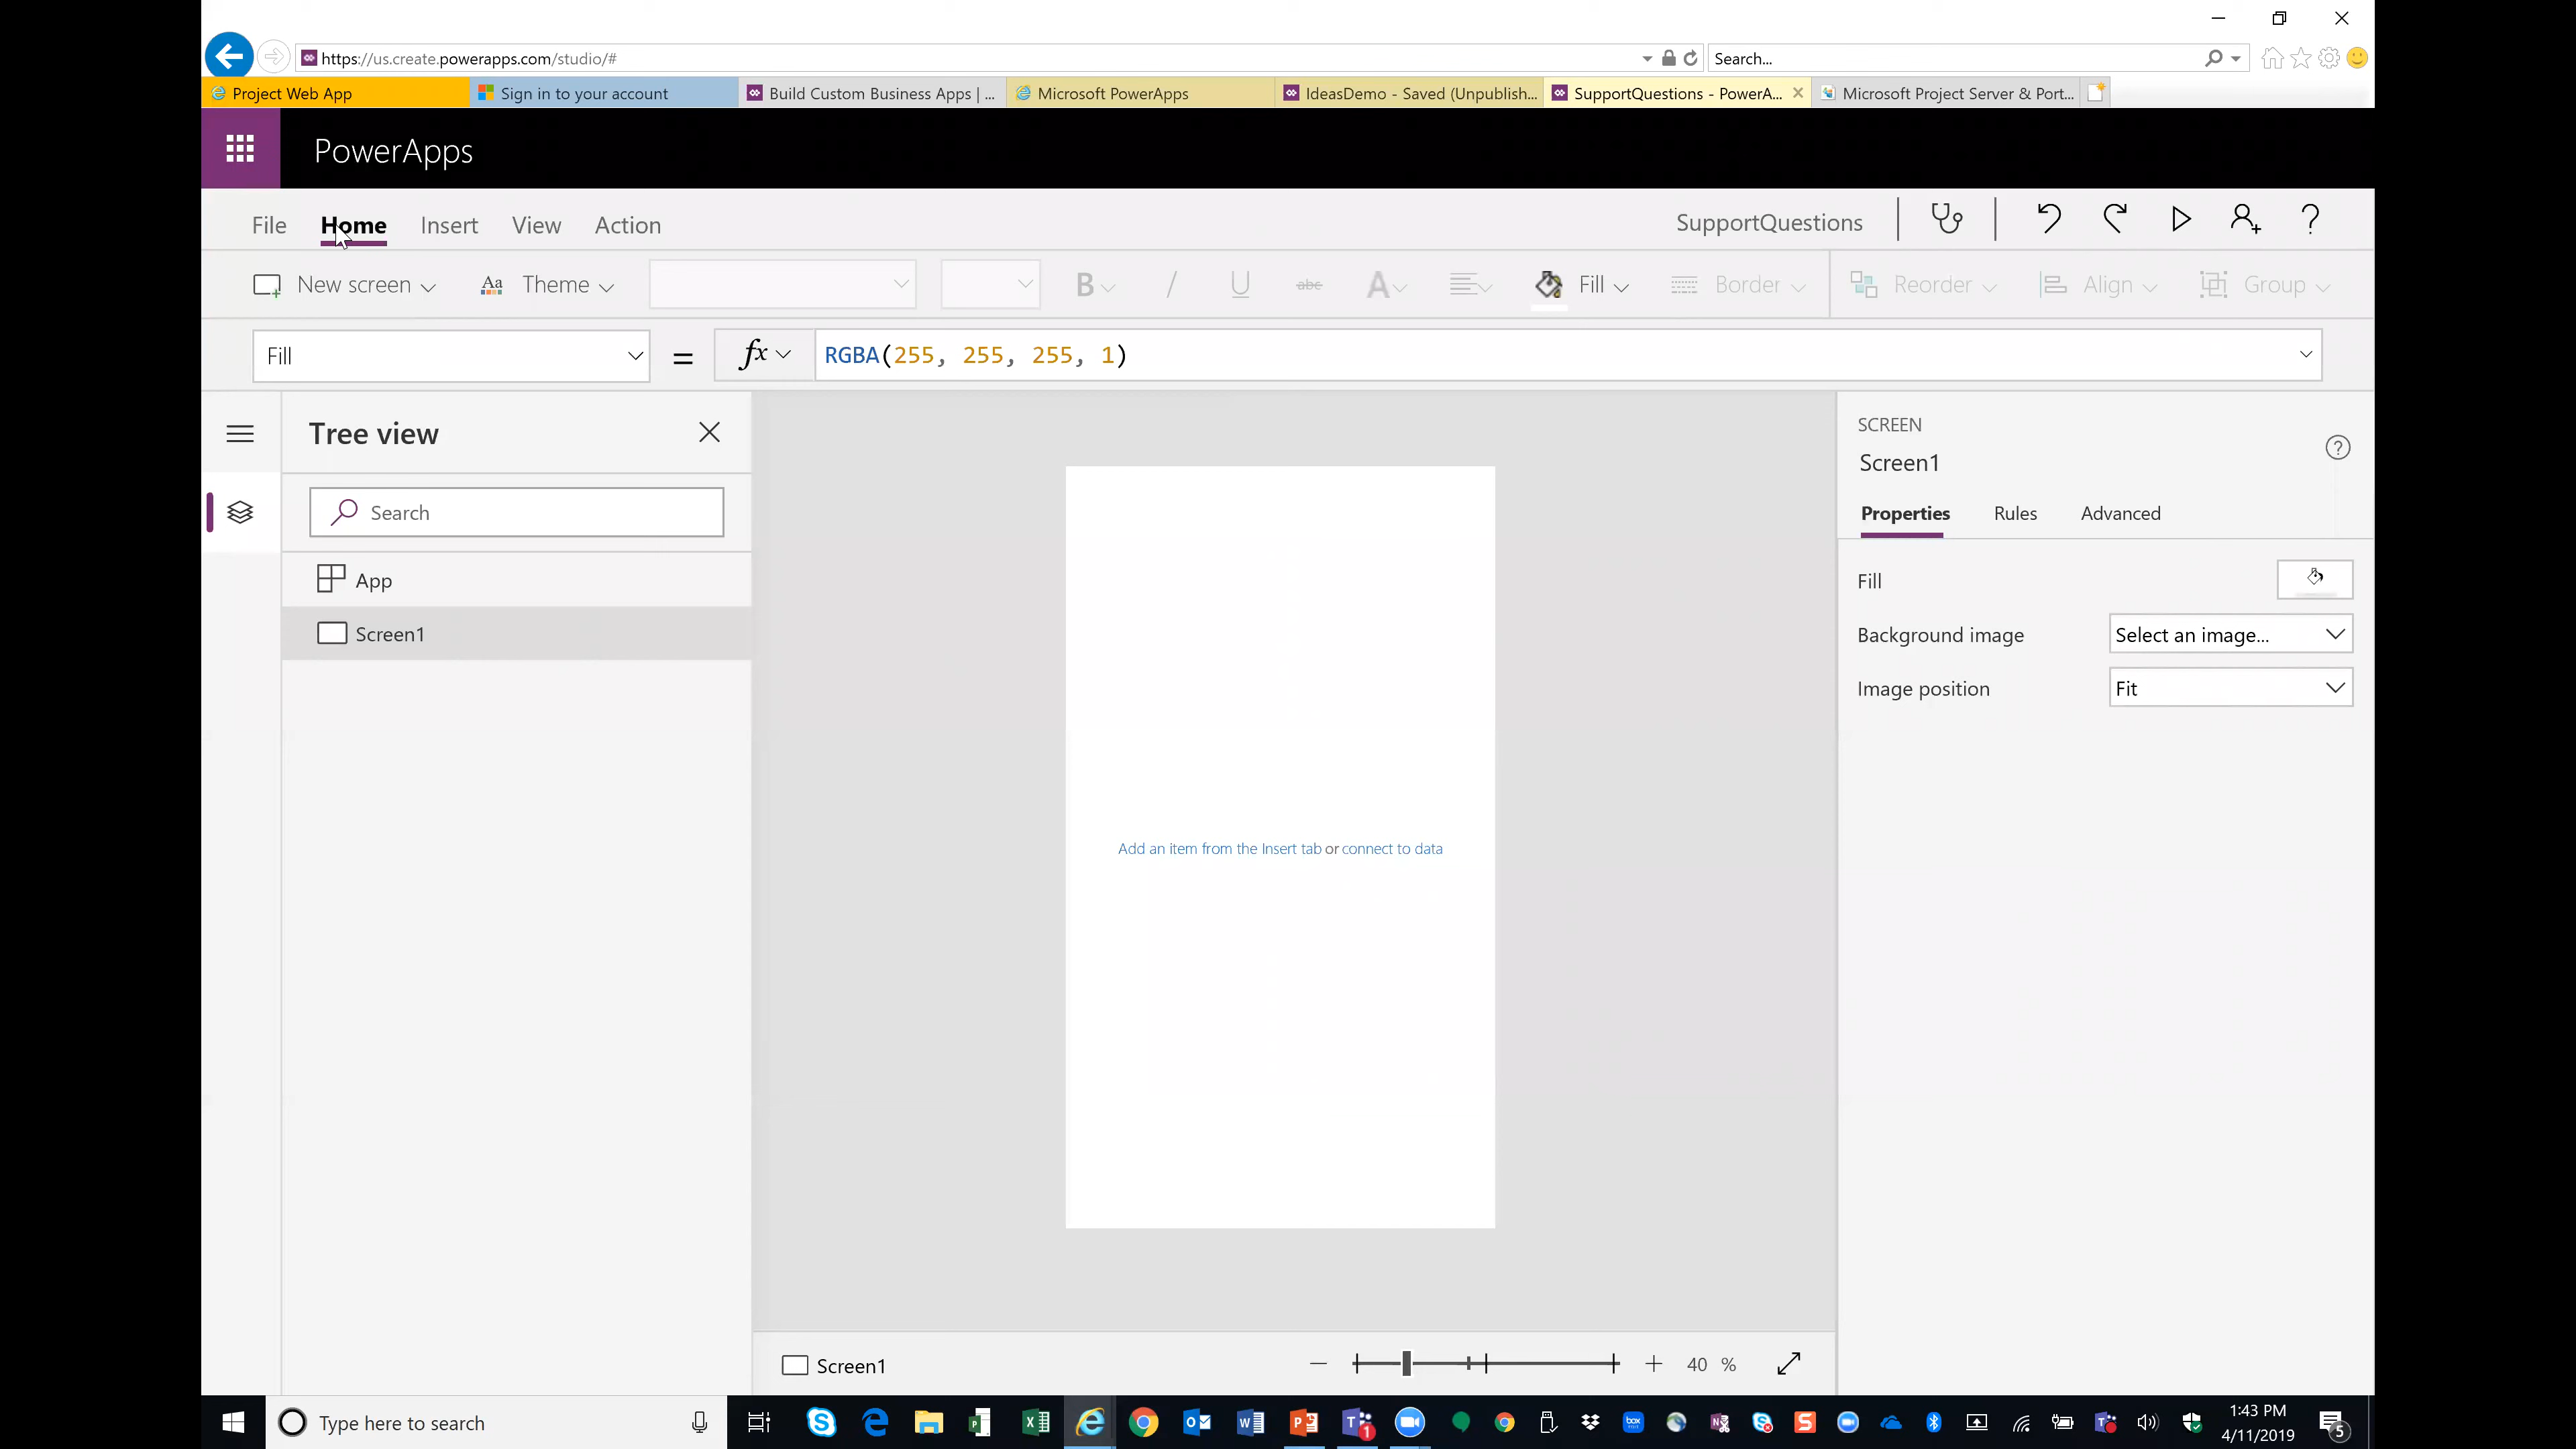 https://us.create.powerapps.com/studio/#
Search...
Project Web App
Sign in to your account
Build Custom Business Apps | ...
Microsoft PowerApps
IdeasDemo - Saved (Unpublish...
SupportQuestions - PowerA...
Microsoft Project Server & Port...
PowerApps
File
Home
Insert
View
Action
SupportQuestions
New screen
Theme
B
I
U
abc
A
Fill
Border
Reorder
Align
Group
Fill
=
fx
RGBA(255, 255, 255, 1)
Tree view
Search
App
Screen1
Add an item from the Insert tab or connect to data
SCREEN
Screen1
Properties
Rules
Advanced
Fill
Background image
Select an image...
Image position
Fit
Screen1
40 %
Type here to search
1:43 PM
4/11/2019
5